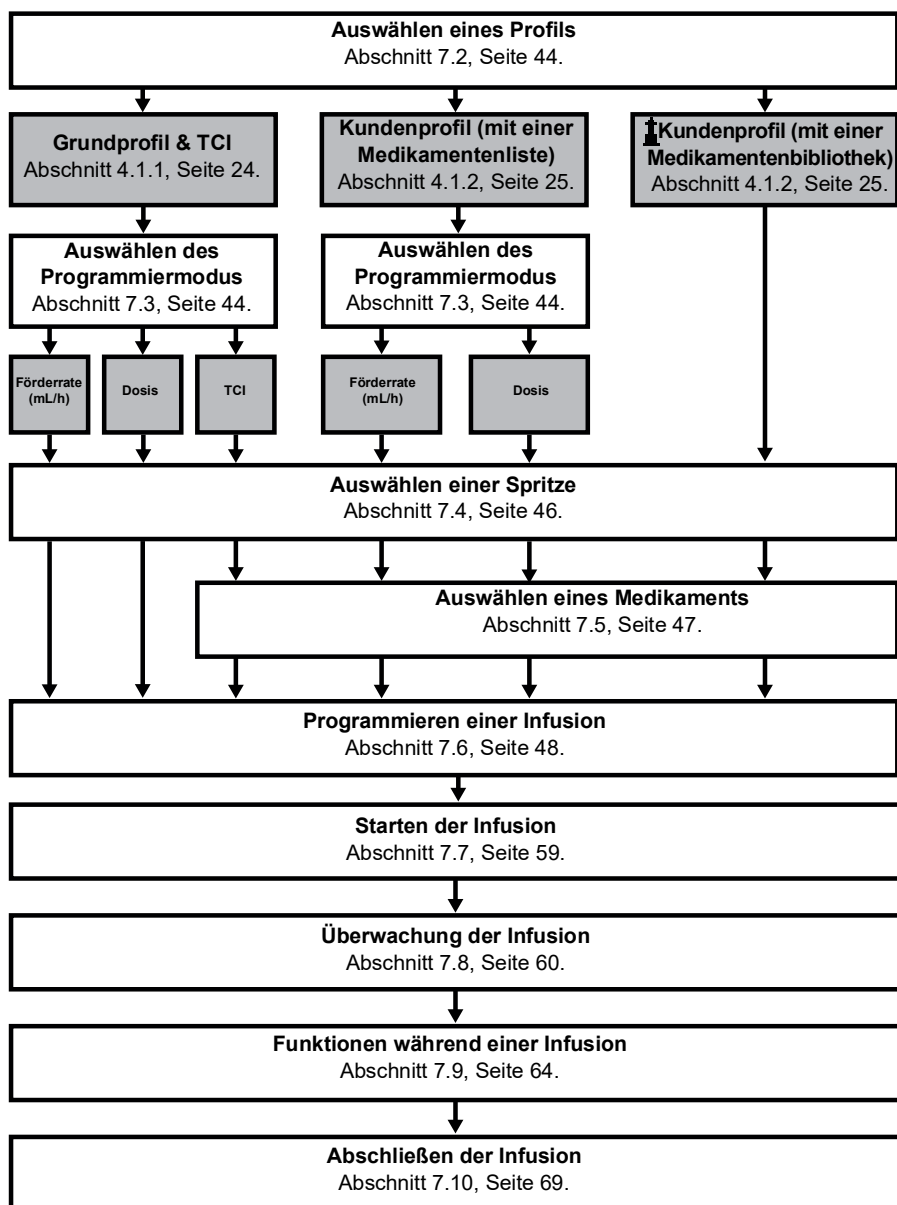 Auswählen eines Profils
Abschnitt 7.2, Seite 44.
Grundprofil & TCI
Abschnitt 4.1.1, Seite 24.
Kundenprofil (mit einer
Medikamentenliste)
Abschnitt 4.1.2, Seite 25.
Kundenprofil (mit einer
Medikamentenbibliothek)
Abschnitt 4.1.2, Seite 25.
Auswählen des
Programmiermodus
Abschnitt 7.3, Seite 44.
Auswählen des
Programmiermodus
Abschnitt 7.3, Seite 44.
Förderrate
(mL/h)
Dosis
TCI
Förderrate
(mL/h)
Dosis
Auswählen einer Spritze
Abschnitt 7.4, Seite 46.
Auswählen eines Medikaments
Abschnitt 7.5, Seite 47.
Programmieren einer Infusion
Abschnitt 7.6, Seite 48.
Starten der Infusion
Abschnitt 7.7, Seite 59.
Überwachung der Infusion
Abschnitt 7.8, Seite 60.
Funktionen während einer Infusion
Abschnitt 7.9, Seite 64.
Abschließen der Infusion
Abschnitt 7.10, Seite 69.